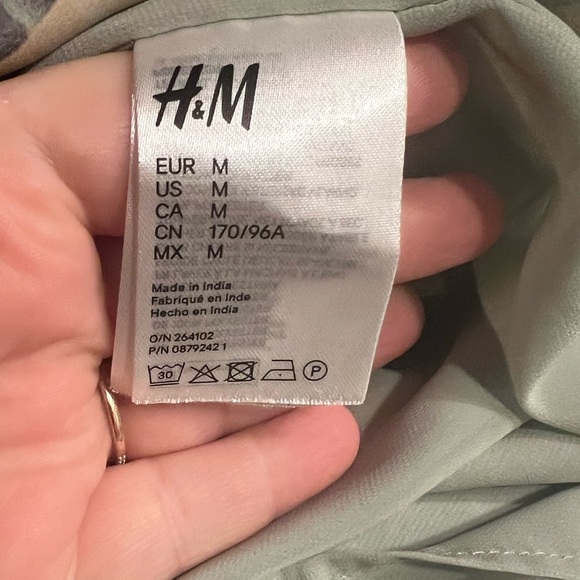 H&M
EUR M
US M
CA M
CN 170/96A
MX M
Made in India
Fabriqué en Inde
Hecho en India
O/N 264102
P/N 0879242 1
30
P